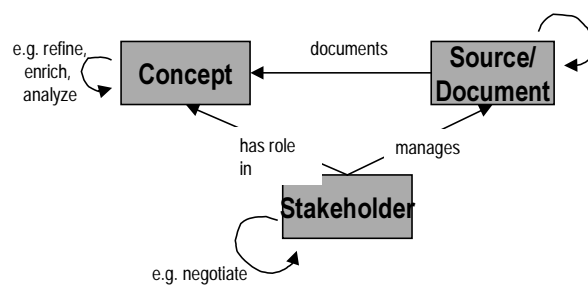 e.g. refine,
enrich,
analyze
Concept
documents
Source/
Document
has role
in
manages
Stakeholder
e.g. negotiate